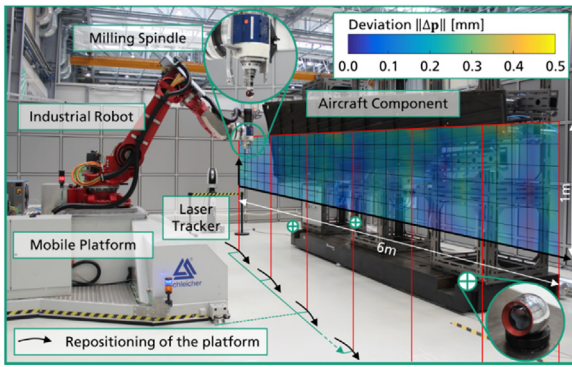 Milling Spindle
Deviation ‖Δp‖ [mm]
0.0 0.1 0.2 0.3 0.4 0.5
Industrial Robot
Aircraft Component
1m
Laser
Tracker
6m
Mobile Platform
Repositioning of the platform